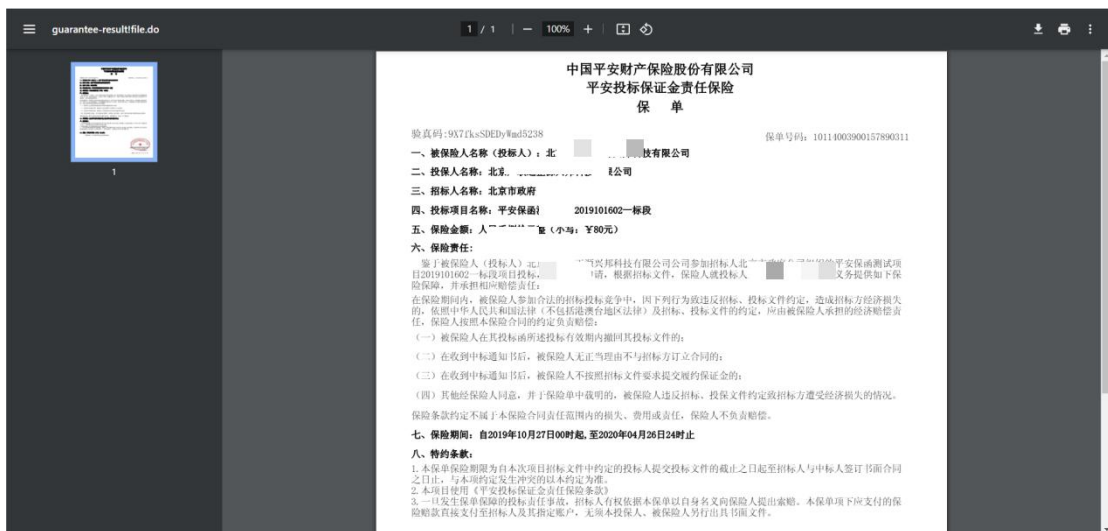 guarantee-result!file.do
1 / 1
100%
1
中国平安财产保险股份有限公司
平安投标保证金责任保险
保 单
验真码:9X7fksSDEDyWmd5238
保单号码: 10114003900157890311
一、被保险人名称(投标人): 北 技有限公司
二、投保人名称: 北京 公司
三、招标人名称: 北京市政府
四、投标项目名称: 平安保函 2019101602一标段
五、保险金额: 人 整(小写: ¥80元)
六、保险责任:
鉴于被保险人(投标人) 兴邦科技有限公司公司参加招标人北 平安保函测试项
目2019101602一标段项目投标, 申请, 根据招标文件, 保险人就投标人 义务提供如下保
险保障, 并承担相应赔偿责任:
在保险期间内, 被保险人参加合法的招标投标竞争中, 因下列行为致违反招标、投标文件约定, 造成招标方经济损失
的, 依照中华人民共和国法律(不包括港澳台地区法律)及招标、投标文件的约定, 应由被保险人承担的经济赔偿责
任, 保险人按照本保险合同的约定负责赔偿:
(一)被保险人在其投标函所述投标有效期内撤回其投标文件的;
(二)在收到中标通知书后, 被保险人无正当理由不与招标方订立合同的;
(三)在收到中标通知书后, 被保险人不按照招标文件要求提交履约保证金的;
(四)其他经保险人同意, 并于保险单中载明的, 被保险人违反招标、投保文件约定致招标方遭受经济损失的情况。
保险条款约定不属于本保险合同责任范围内的损失、费用或责任, 保险人不负责赔偿。
七、保险期间: 自2019年10月27日00时起, 至2020年04月26日24时止
八、特约条款:
1. 本保单保险期限为自本次项目招标文件中约定的投标人提交投标文件的截止之日起至招标人与中标人签订书面合同
之日止, 与本项约定发生冲突的以本约定为准。
2. 本项目使用《平安投标保证金责任保险条款》
3. 一旦发生保单保障的投标责任事故, 招标人有权依据本保单以自身名义向保险人提出索赔。本保单项下应支付的保
险赔款直接支付至招标人及其指定账户, 无须本投保人、被保险人另行出具书面文件。